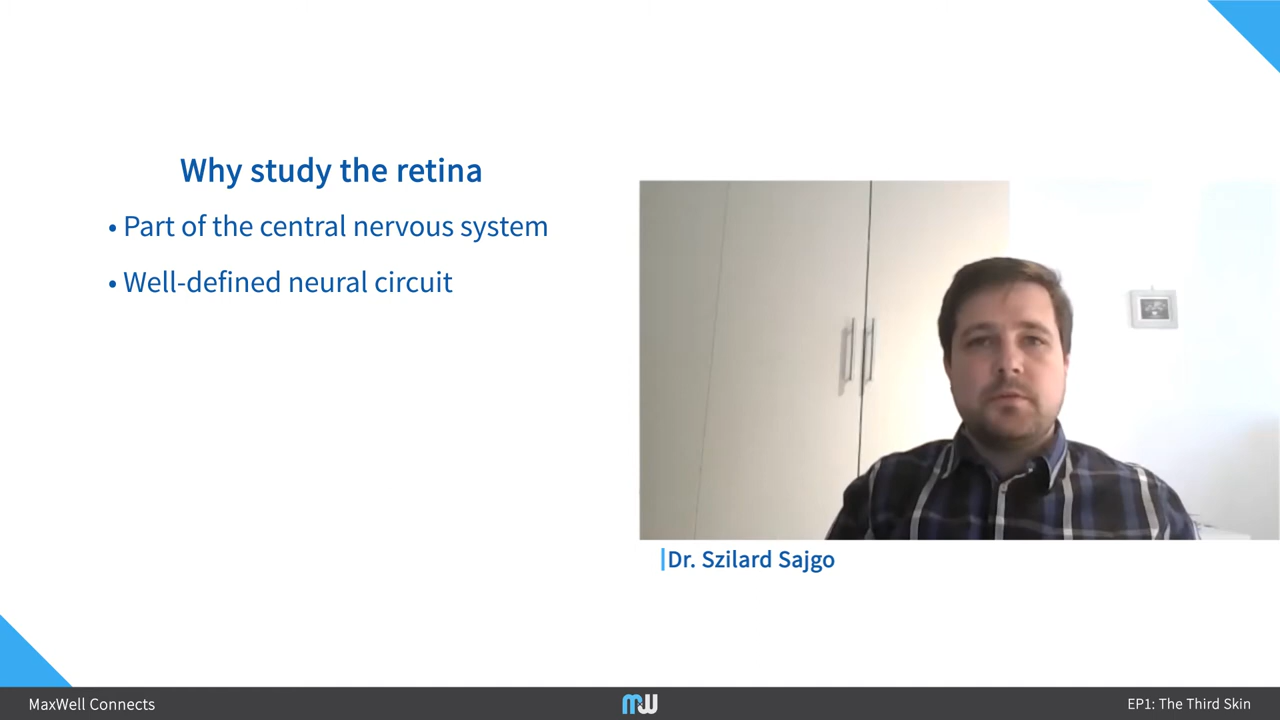 Why study the retina
• Part of the central nervous system
• Well-defined neural circuit
Dr. Szilard Sajgo
MaxWell Connects
MW
EP1: The Third Skin